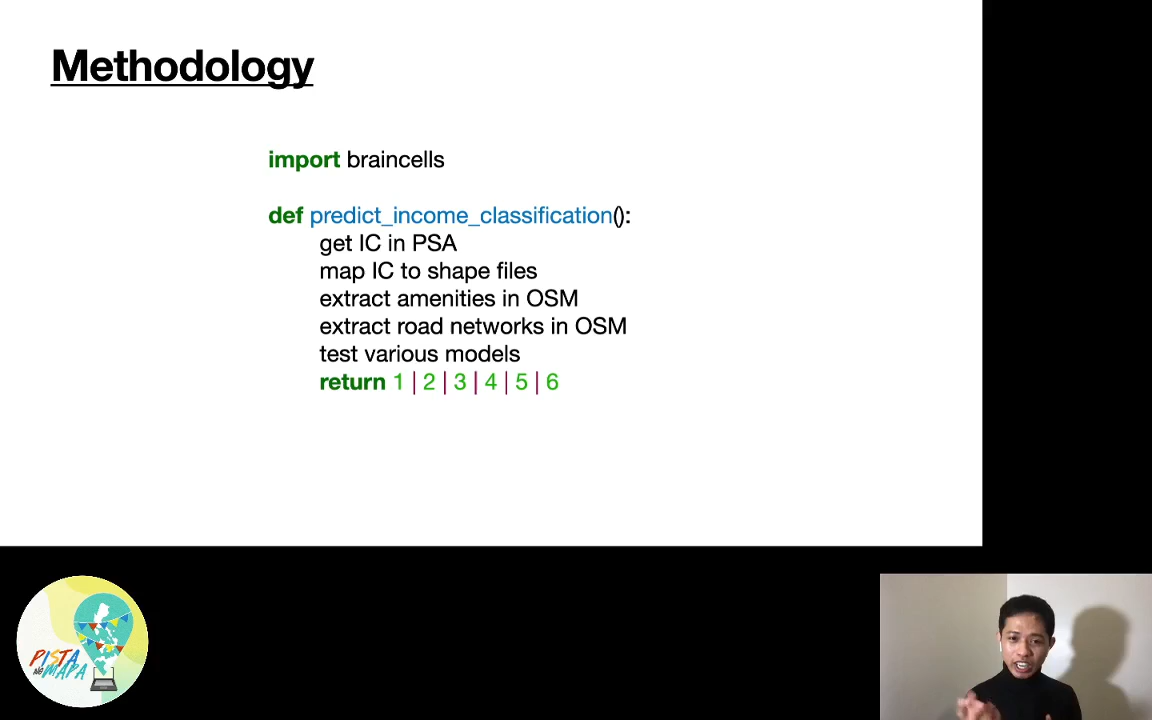 Methodology
import braincells
def predict_income_classification():
get IC in PSA
map IC to shape files
extract amenities in OSM
extract road networks in OSM
test various models
return 1 | 2 | 3 | 4 | 5 | 6
PISTA
NG MAPA